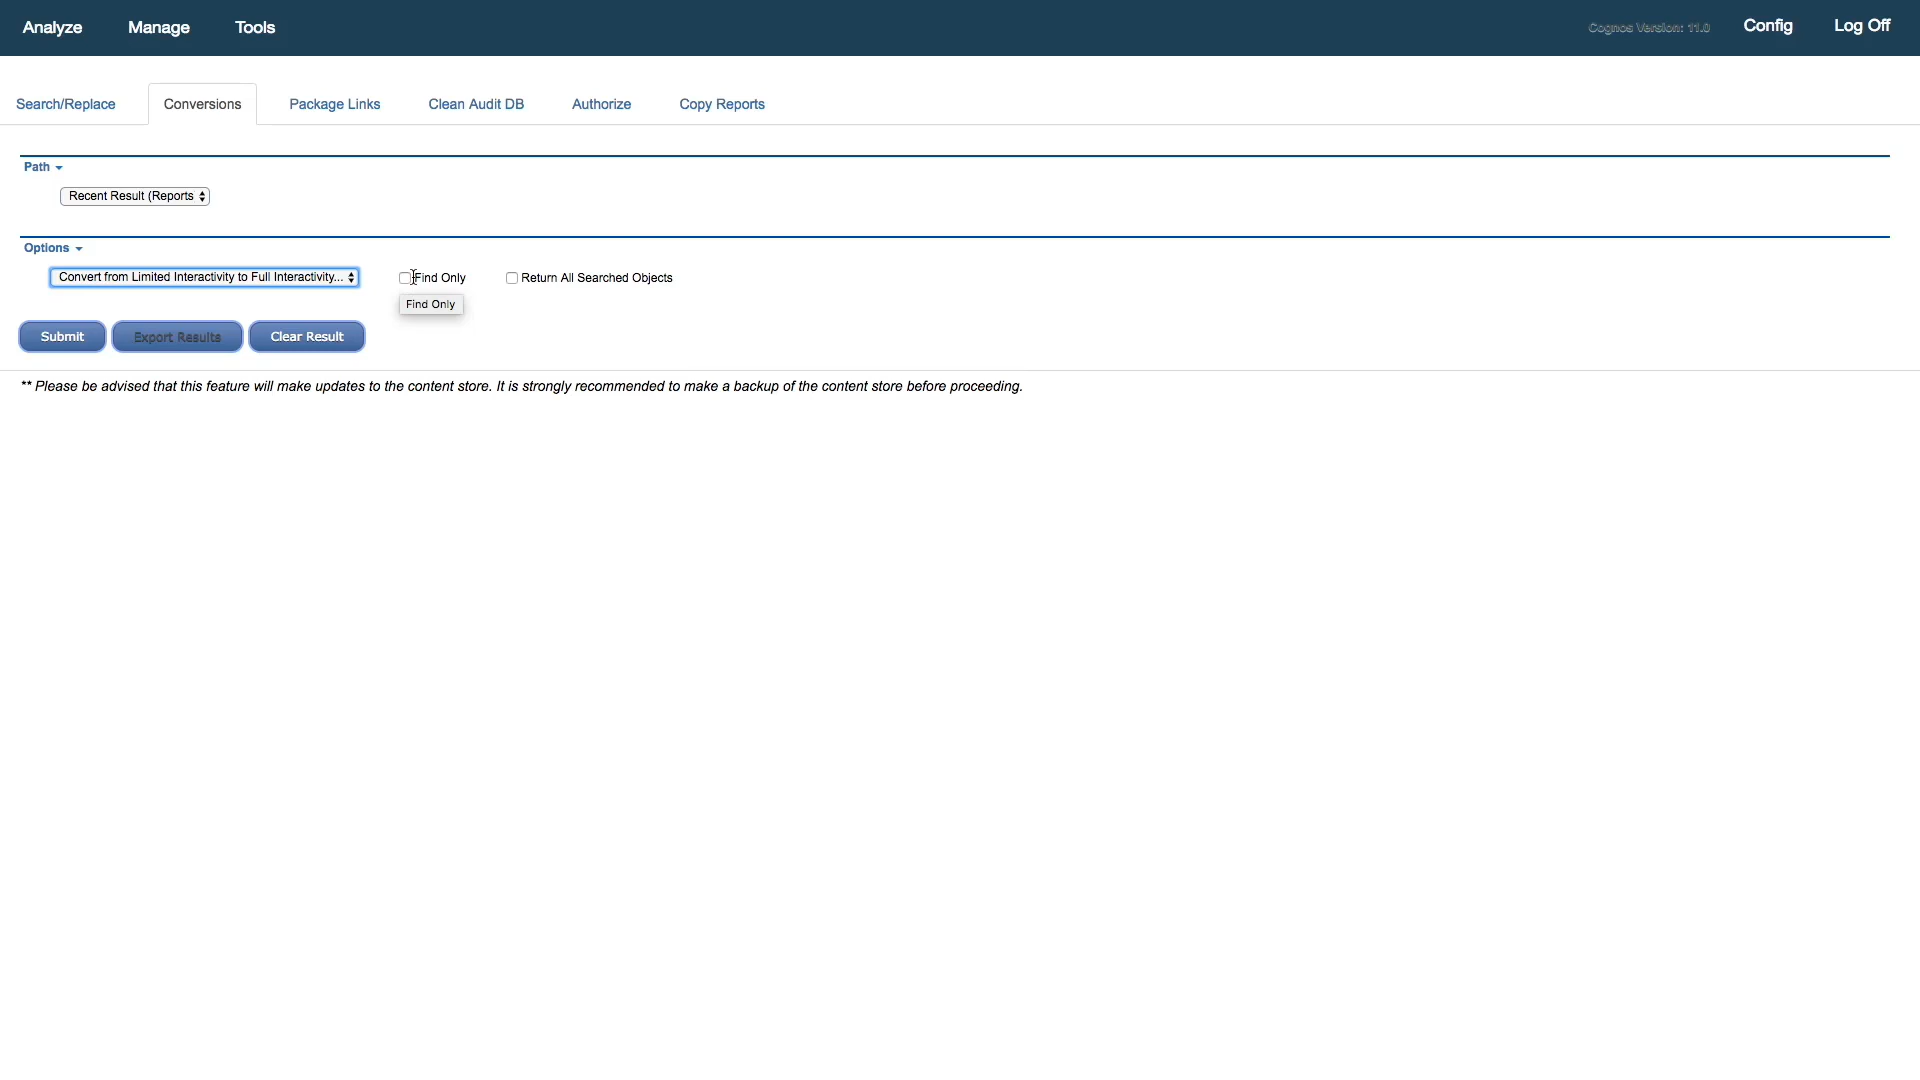 Analyze Manage Tools Cognos Version: 11.0 Config Log Off
Search/Replace Conversions Package Links Clean Audit DB Authorize Copy Reports
Path
Recent Result (Reports
Options
Convert from Limited Interactivity to Full Interactivity... Find Only Return All Searched Objects
Find Only
Submit Export Results Clear Result
** Please be advised that this feature will make updates to the content store. It is strongly recommended to make a backup of the content store before proceeding.